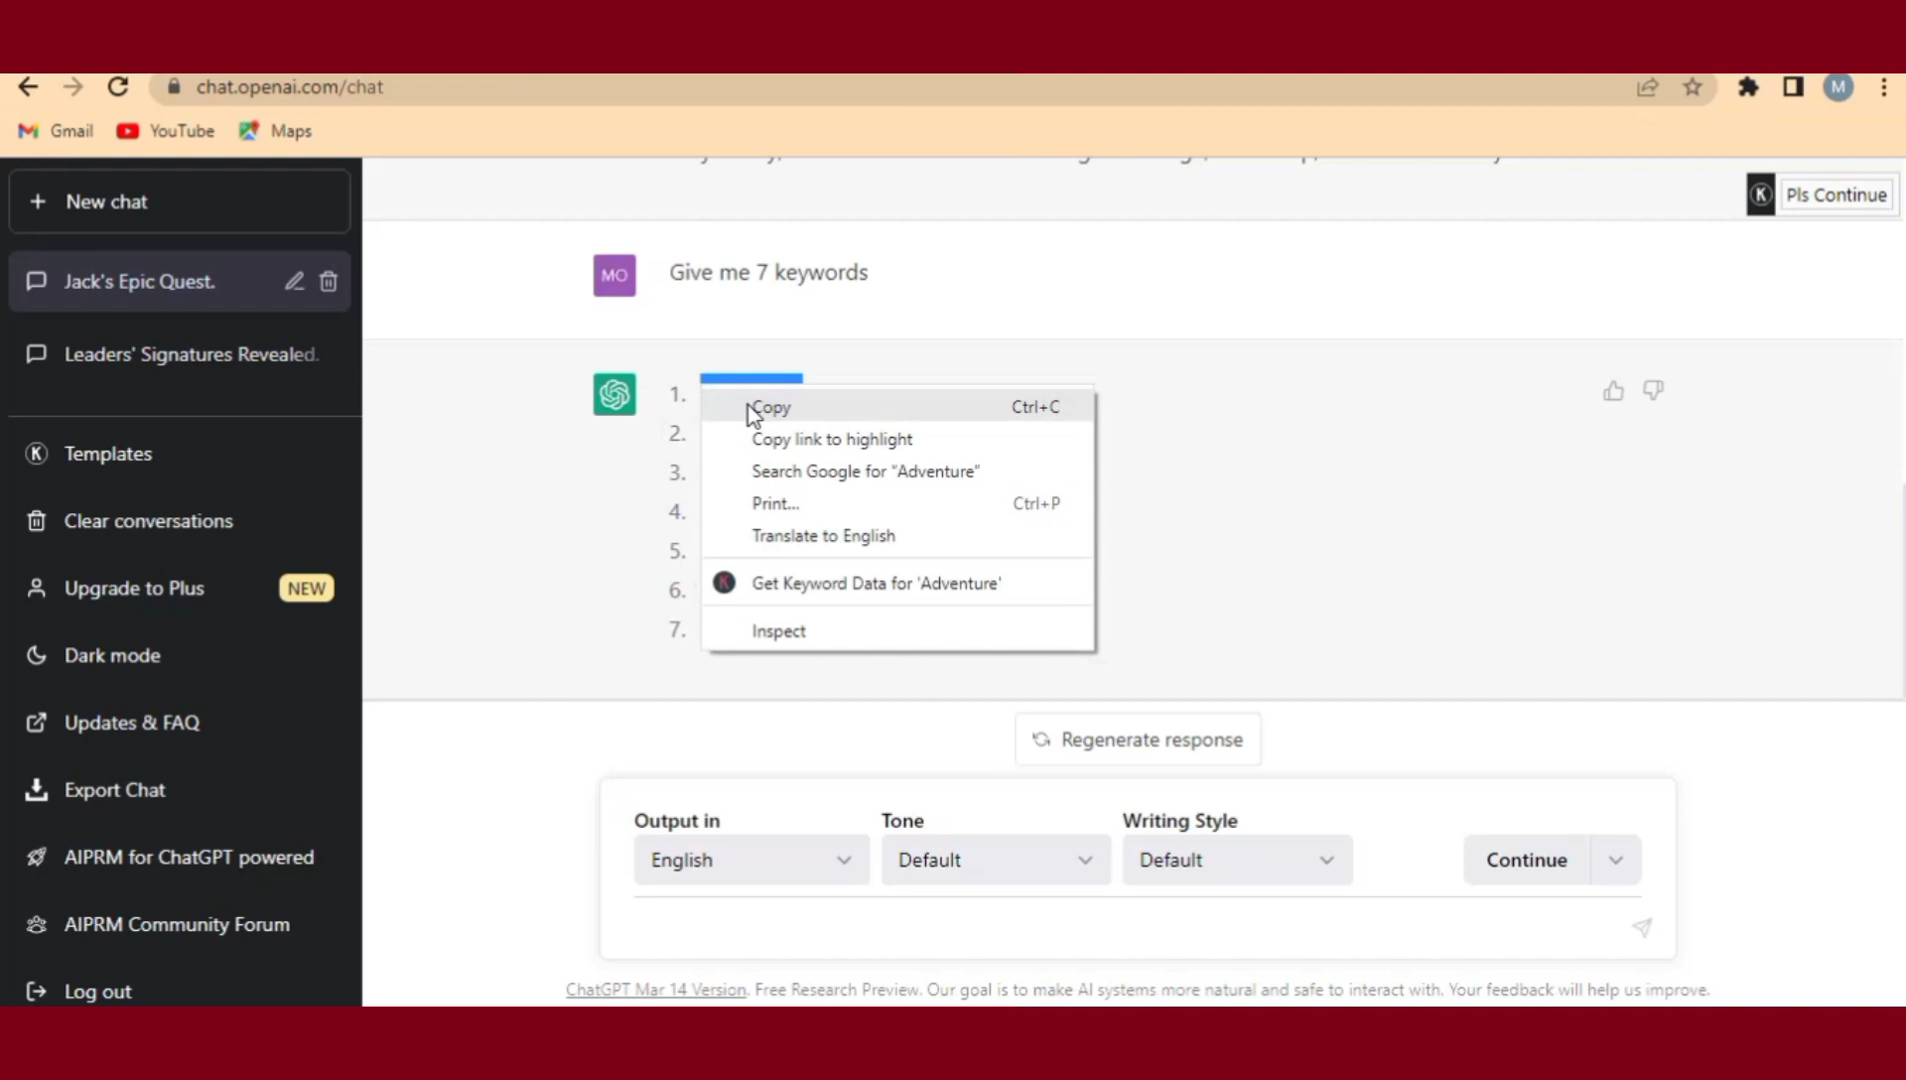 chat.openai.com/chat
M
Gmail
YouTube
Maps
New chat
K
Pls Continue
Jack's Epic Quest.
MO
Give me 7 keywords
Leaders' Signatures Revealed.
1.
Copy
Ctrl+C
2.
Copy link to highlight
K
Templates
3.
Search Google for "Adventure"
4.
Print...
Ctrl+P
Clear conversations
5.
Translate to English
Upgrade to Plus
NEW
6.
K
Get Keyword Data for 'Adventure'
7.
Inspect
Dark mode
Updates & FAQ
Regenerate response
Export Chat
Output in
Tone
Writing Style
AIPRM for ChatGPT powered
English
Default
Default
Continue
AIPRM Community Forum
Log out
ChatGPT Mar 14 Version. Free Research Preview. Our goal is to make AI systems more natural and safe to interact with. Your feedback will help us improve.